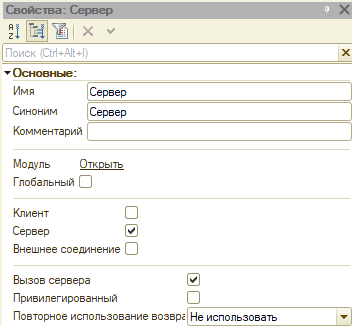 Свойства: Сервер
Поиск (Ctrl+Alt+I)
Основные:
Имя Сервер
Синоним Сервер
Комментарий
Модуль Открыть
Глобальный
Клиент
Сервер
Внешнее соединение
Вызов сервера
Привилегированный
Повторное использование возвра Не использовать